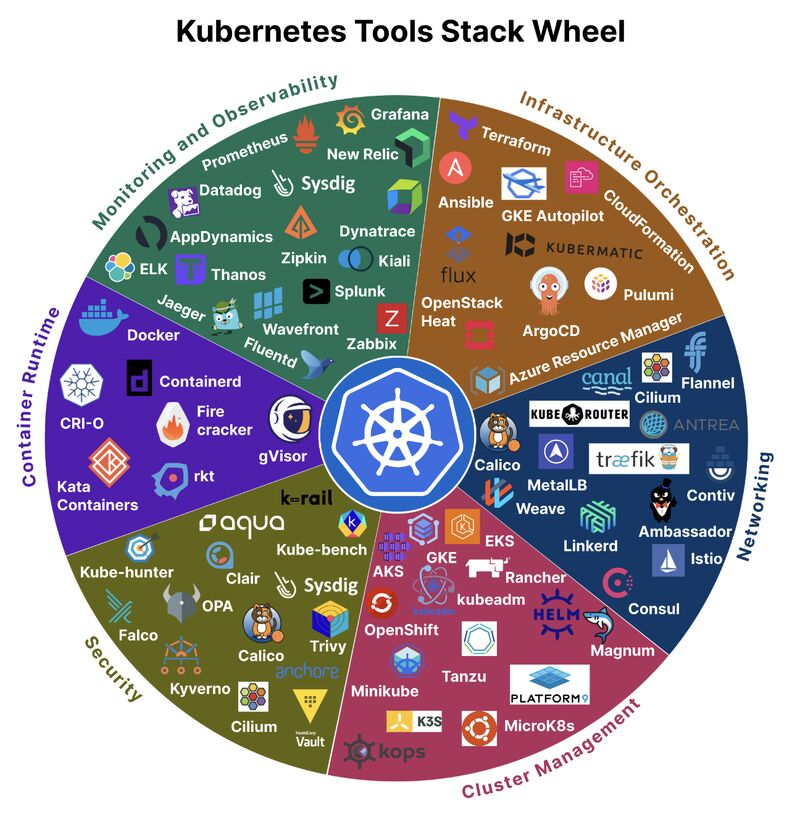 Kubernetes Tools Stack Wheel
Monitoring and Observability
Grafana
Prometheus
New Relic
Sysdig
Datadog
Dynatrace
AppDynamics
Zipkin
Kiali
ELK
Thanos
Splunk
Jaeger
Wavefront
Zabbix
Fluentd
Infrastructure Orchestration
Terraform
Ansible
GKE Autopilot
CloudFormation
KUBERMATIC
flux
Pulumi
OpenStack
Heat
ArgoCD
Azure Resource Manager
Container Runtime
Docker
Containerd
CRI-O
Fire
cracker
gVisor
rkt
Kata
Containers
Networking
canal
Cilium
Flannel
KUBE ROUTER
ANTREA
Calico
træfik
MetalLB
Contiv
Weave
Ambassador
Linkerd
Istio
Consul
Security
k-rail
aqua
Kube-bench
Kube-hunter
Clair
Sysdig
OPA
Falco
Calico
Trivy
anchore
Kyverno
Cilium
HashiCorp
Vault
Cluster Management
EKS
GKE
AKS
Rancher
kubeadm
kubeadm
HELM
OpenShift
Magnum
Tanzu
Minikube
PLATFORM9
K3S
MicroK8s
kops